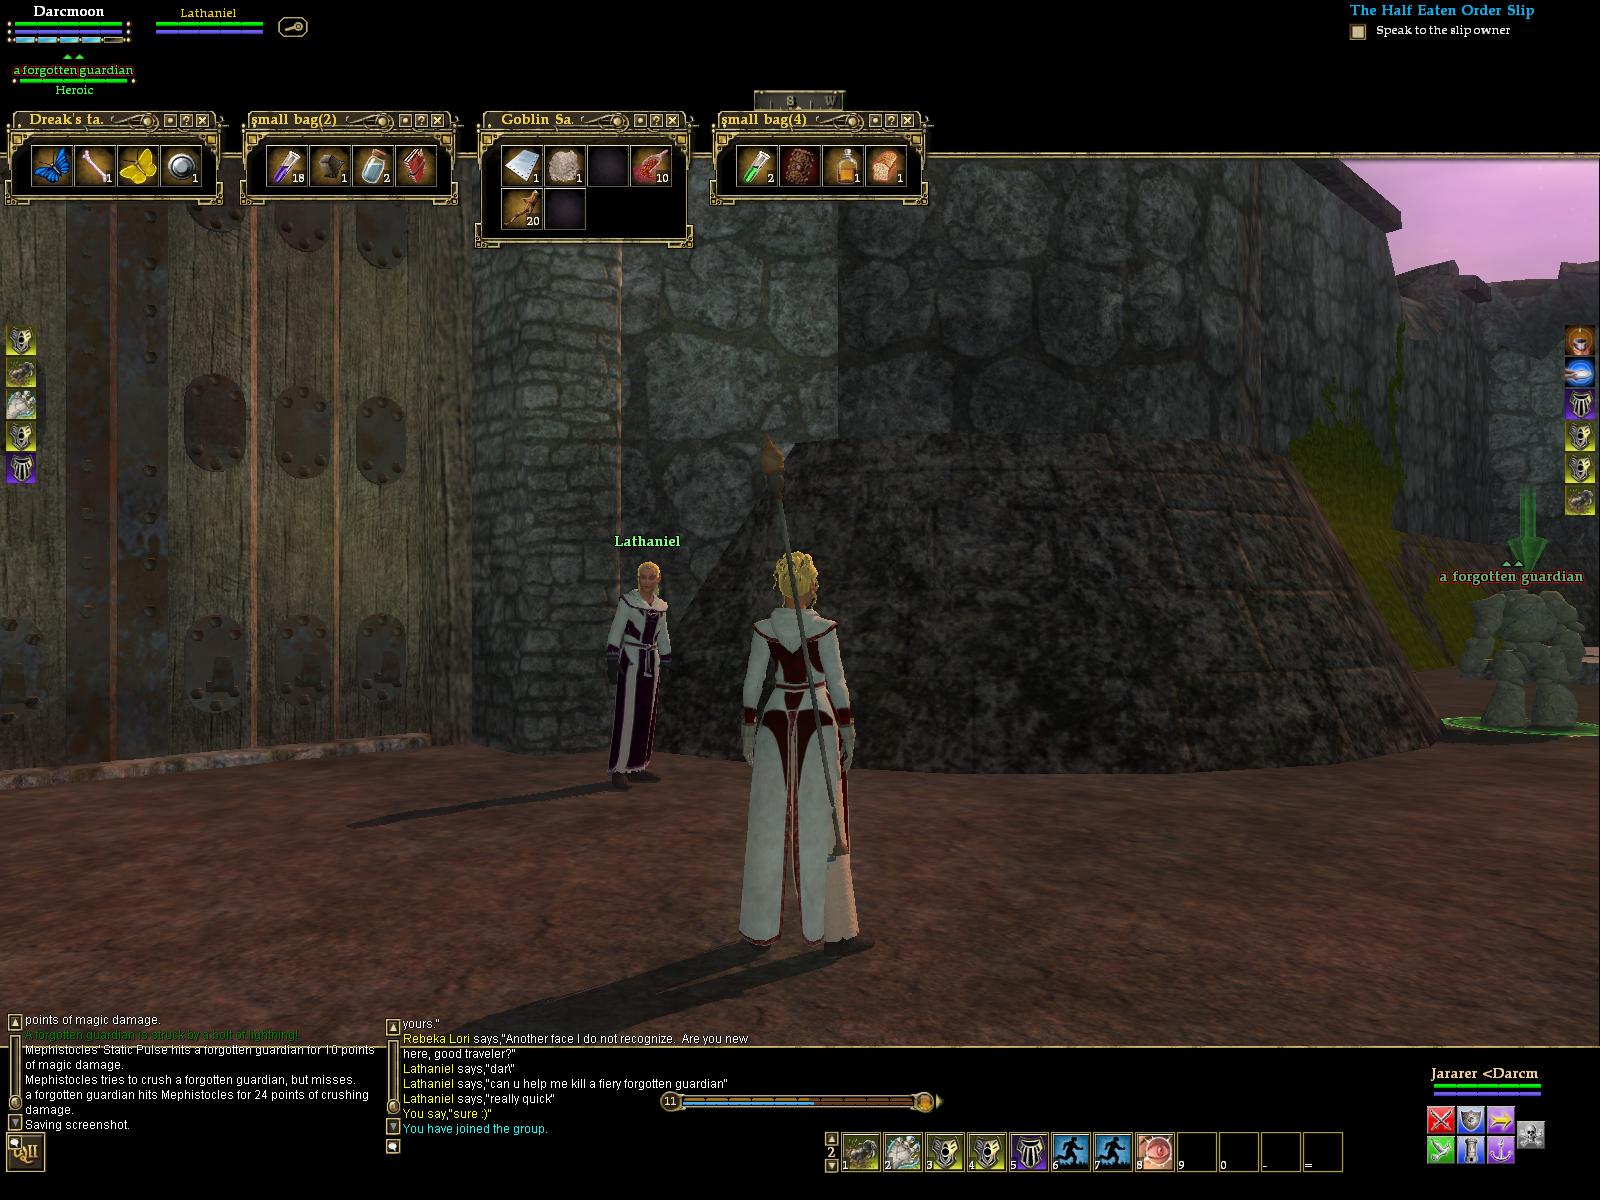 Darcmoon
Lathaniel
The Half Eaten Order Slip
Speak to the slip owner
a forgotten guardian
Heroic
S W
Dreak's ta.
small bag(2)
Goblin Sa.
small bag(4)
1 1
18 1 2
1 1 10
20
2 1 1
Lathaniel
a forgotten guardian
points of magic damage.
A forgotten guardian is struck by a bolt of lightning!
Mephistocles' Static Pulse hits a forgotten guardian for 10 points
of magic damage.
Mephistocles tries to crush a forgotten guardian, but misses.
a forgotten guardian hits Mephistocles for 24 points of crushing
damage.
Saving screenshot.
yours."
Rebeka Lori says,"Another face I do not recognize. Are you new
here, good traveler?"
Lathaniel says,"dar\"
Lathaniel says,"can u help me kill a fiery forgotten guardian"
Lathaniel says,"really quick"
You say,"sure :)"
You have joined the group.
11
Jararer <Darcm
2
1 2 3 4 5 6 7 8 9 0 - =
EQII